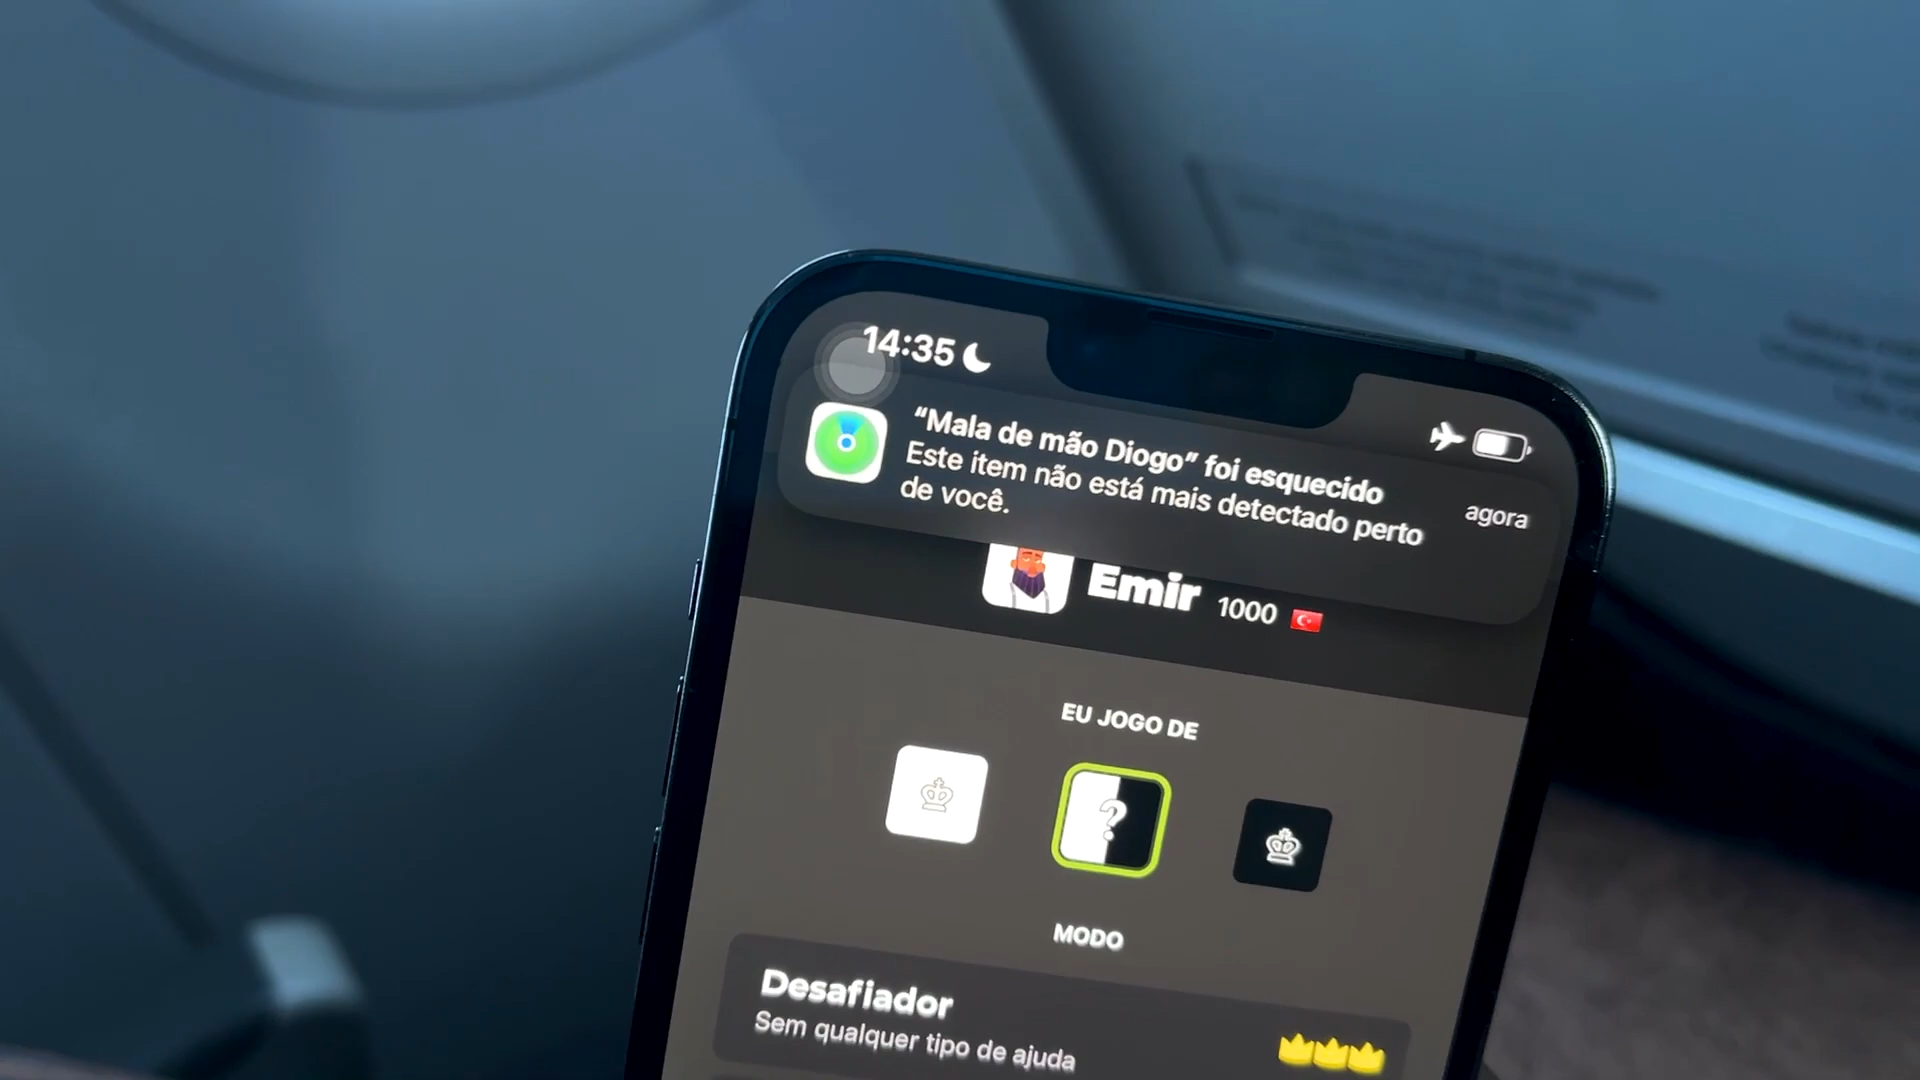 14:35
“Mala de mão Diogo” foi esquecido
Este item não está mais detectado perto
de você.
agora
Emir 1000
EU JOGO DE
?
MODO
Desafiador
Sem qualquer tipo de ajuda